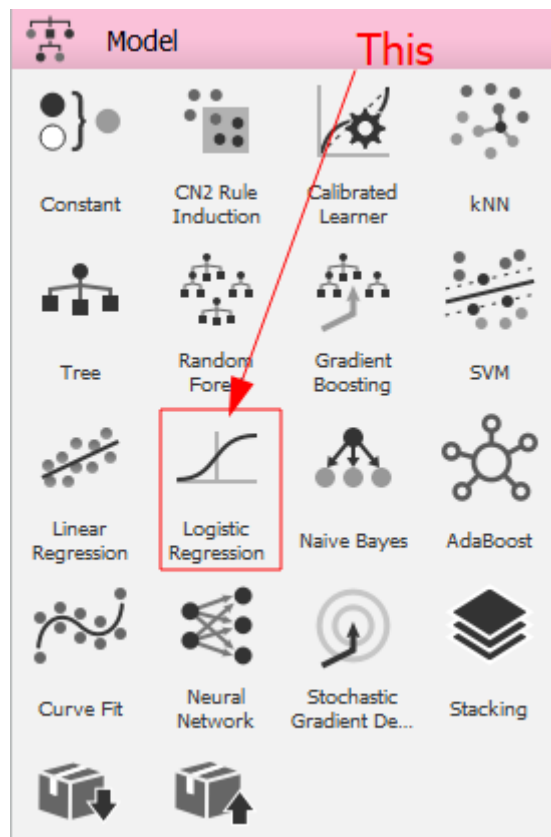 Model
This
Constant
CN2 Rule
Induction
Calibrated
Learner
kNN
Tree
Random
Fore
Gradient
Boosting
SVM
Linear
Regression
Logistic
Regression
Naive Bayes
AdaBoost
Curve Fit
Neural
Network
Stochastic
Gradient De...
Stacking